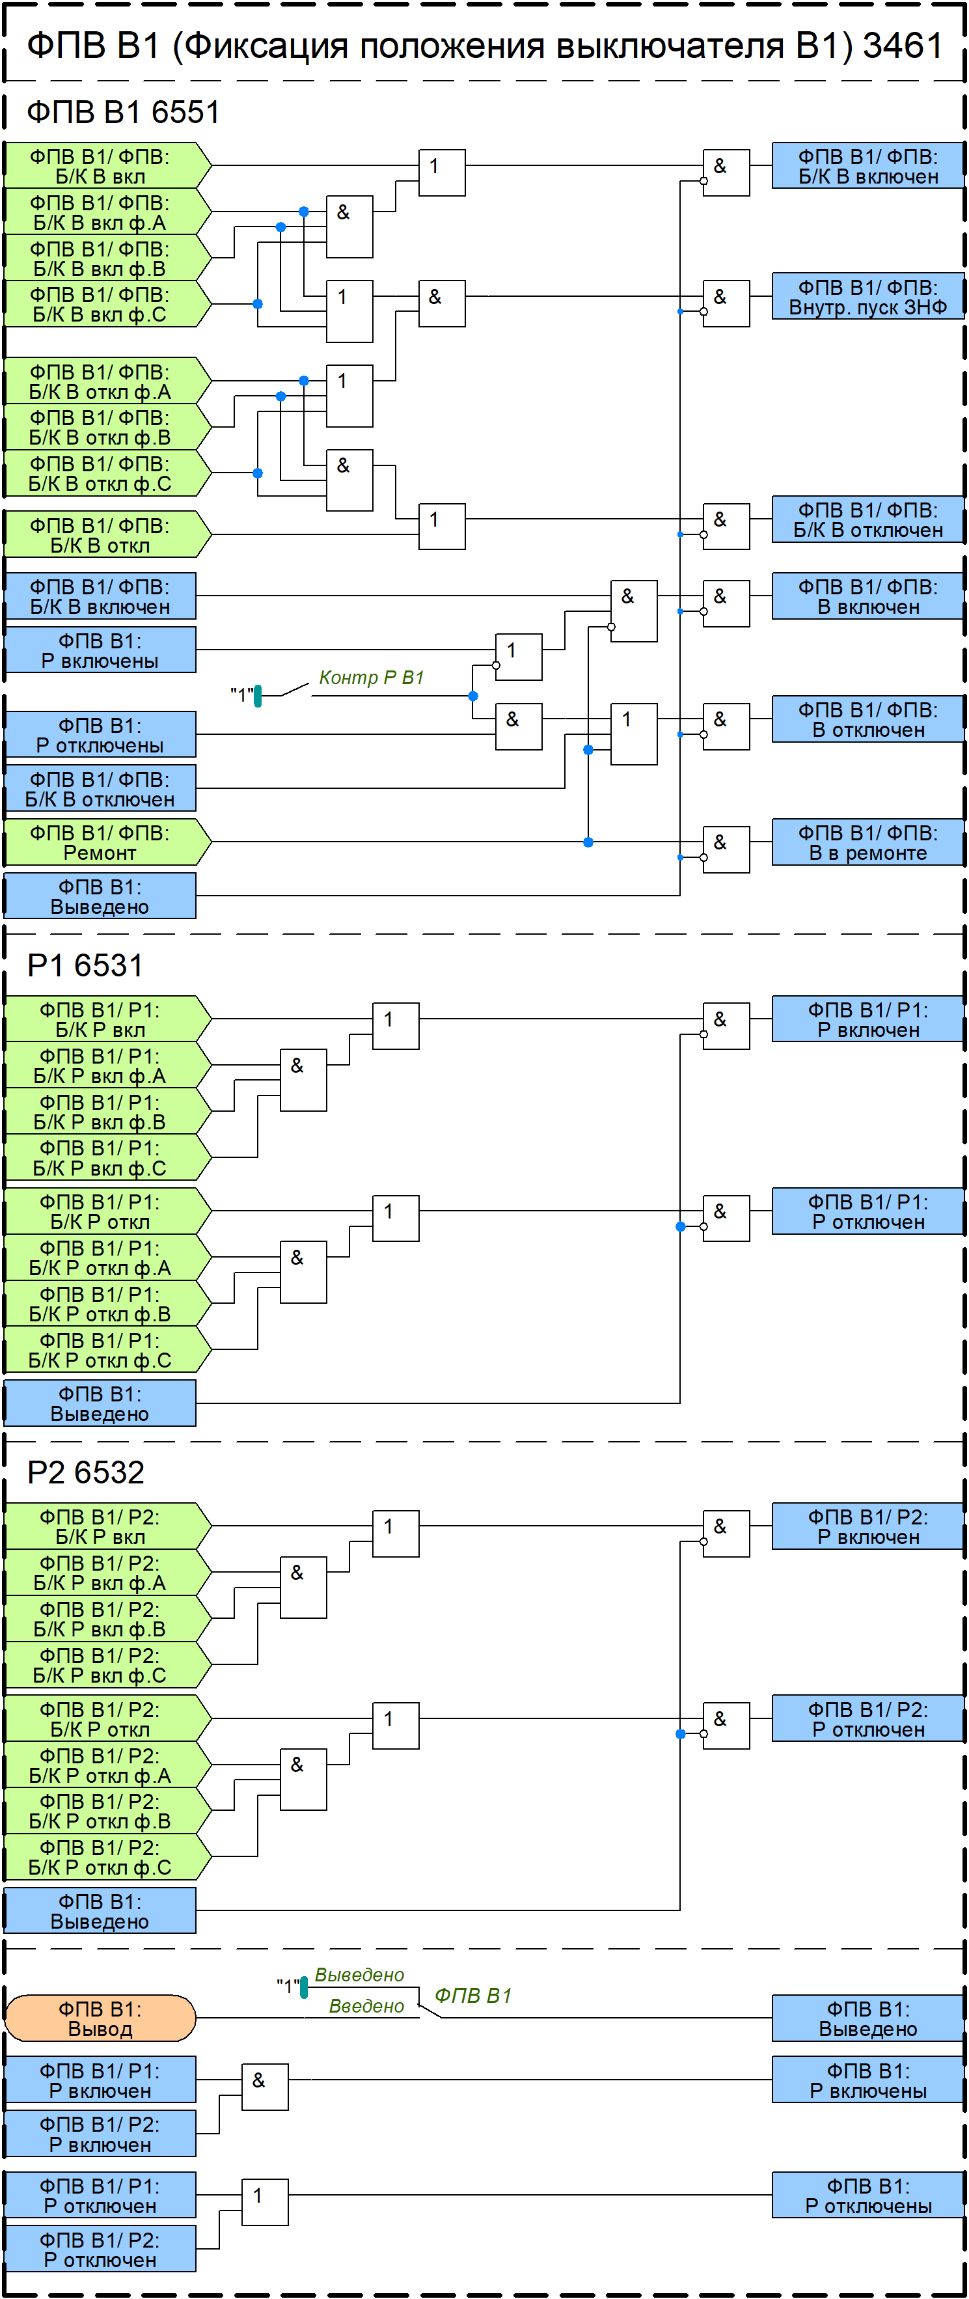 ФПВ В1 (Фиксация положения выключателя В1) 3461
ФПВ В1 6551
ФПВ В1/ ФПВ:
Б/К В вкл
1
&
ФПВ В1/ ФПВ:
Б/К В включен
ФПВ В1/ ФПВ:
Б/К В вкл ф.А
&
ФПВ В1/ ФПВ:
Б/К В вкл ф.В
ФПВ В1/ ФПВ:
Б/К В вкл ф.С
1
&
&
ФПВ В1/ ФПВ:
Внутр. пуск ЗНФ
ФПВ В1/ ФПВ:
Б/К В откл ф.А
1
ФПВ В1/ ФПВ:
Б/К В откл ф.В
ФПВ В1/ ФПВ:
Б/К В откл ф.С
&
ФПВ В1/ ФПВ:
Б/К В откл
1
&
ФПВ В1/ ФПВ:
Б/К В отключен
ФПВ В1/ ФПВ:
Б/К В включен
&
&
ФПВ В1/ ФПВ:
В включен
ФПВ В1:
Р включены
1
"1"
Контр Р В1
ФПВ В1:
Р отключены
&
1
&
ФПВ В1/ ФПВ:
В отключен
ФПВ В1/ ФПВ:
Б/К В отключен
ФПВ В1/ ФПВ:
Ремонт
&
ФПВ В1/ ФПВ:
В в ремонте
ФПВ В1:
Выведено
Р1 6531
ФПВ В1/ Р1:
Б/К Р вкл
1
&
ФПВ В1/ Р1:
Р включен
ФПВ В1/ Р1:
Б/К Р вкл ф.А
&
ФПВ В1/ Р1:
Б/К Р вкл ф.В
ФПВ В1/ Р1:
Б/К Р вкл ф.С
ФПВ В1/ Р1:
Б/К Р откл
1
&
ФПВ В1/ Р1:
Р отключен
ФПВ В1/ Р1:
Б/К Р откл ф.А
&
ФПВ В1/ Р1:
Б/К Р откл ф.В
ФПВ В1/ Р1:
Б/К Р откл ф.С
ФПВ В1:
Выведено
Р2 6532
ФПВ В1/ Р2:
Б/К Р вкл
1
&
ФПВ В1/ Р2:
Р включен
ФПВ В1/ Р2:
Б/К Р вкл ф.А
&
ФПВ В1/ Р2:
Б/К Р вкл ф.В
ФПВ В1/ Р2:
Б/К Р вкл ф.С
ФПВ В1/ Р2:
Б/К Р откл
1
&
ФПВ В1/ Р2:
Р отключен
ФПВ В1/ Р2:
Б/К Р откл ф.А
&
ФПВ В1/ Р2:
Б/К Р откл ф.В
ФПВ В1/ Р2:
Б/К Р откл ф.С
ФПВ В1:
Выведено
"1"
Выведено
ФПВ В1
Введено
ФПВ В1:
Вывод
ФПВ В1:
Выведено
ФПВ В1/ Р1:
Р включен
&
ФПВ В1:
Р включены
ФПВ В1/ Р2:
Р включен
ФПВ В1/ Р1:
Р отключен
1
ФПВ В1:
Р отключены
ФПВ В1/ Р2:
Р отключен